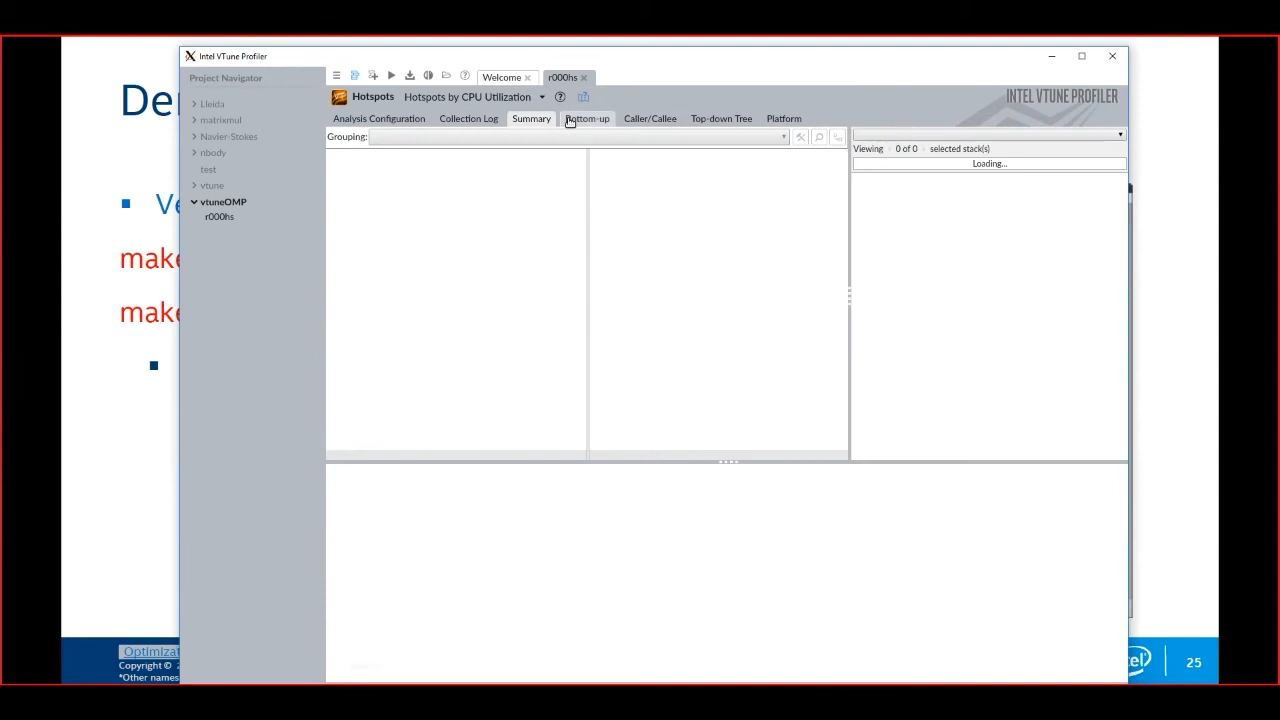 Intel VTune Profiler
Project Navigator
Welcome
r000hs
INTEL VTUNE PROFILER
Hotspots
Hotspots by CPU Utilization
Analysis Configuration
Collection Log
Summary
Bottom-up
Caller/Callee
Top-down Tree
Platform
Grouping:
Viewing
0 of 0
selected stack(s)
Loading...
Lleida
matrixmul
Navier-Stokes
nbody
test
vtune
vtuneOMP
r000hs
De
Ve
make
make
Optimizat
Copyright ©
*Other names
25